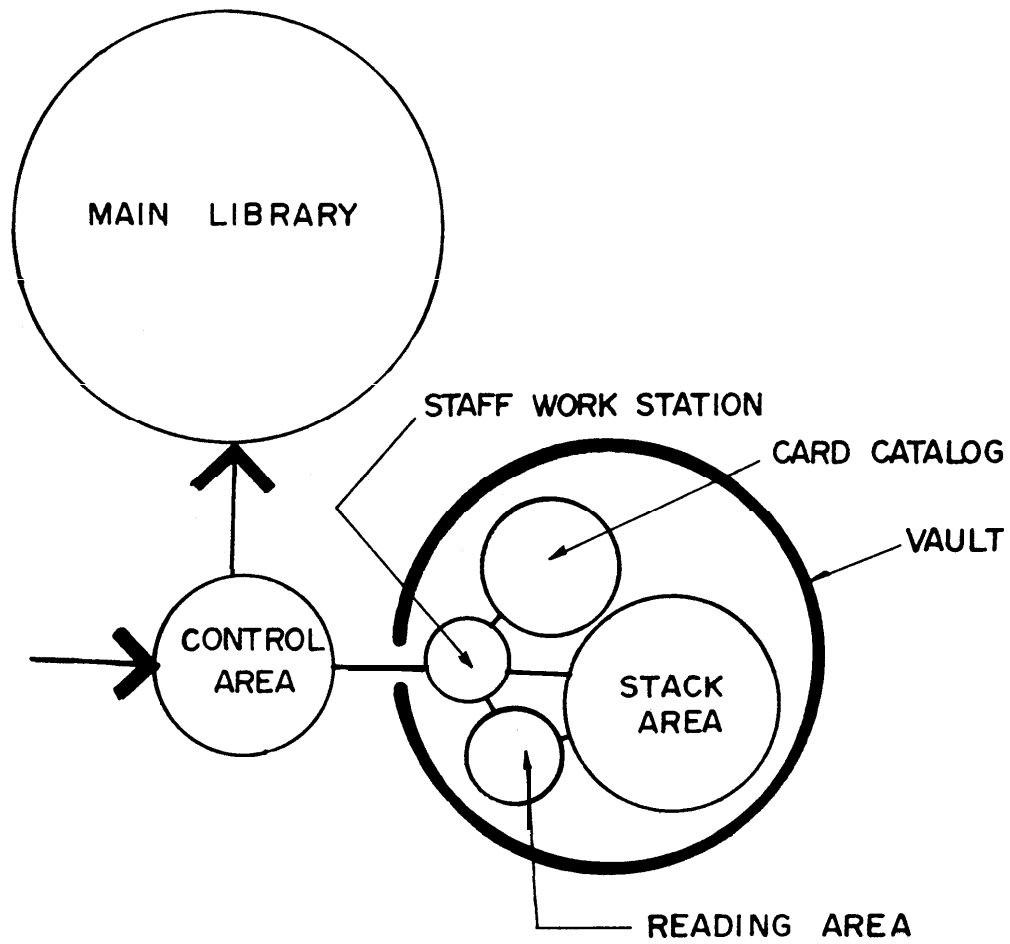 MAIN LIBRARY
STAFF WORK STATION
CARD CATALOG
VAULT
CONTROL
AREA
STACK
AREA
READING AREA